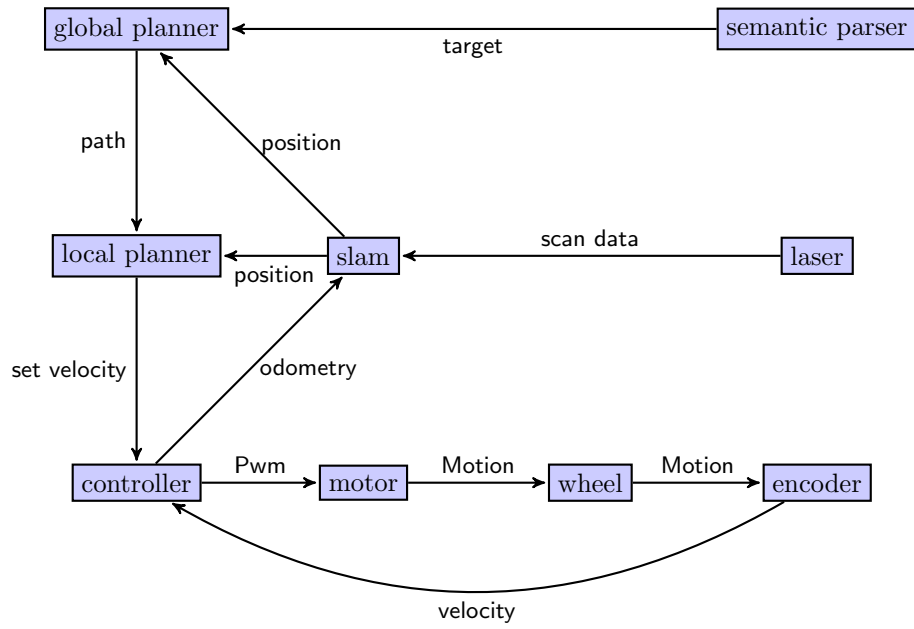 global planner
semantic parser
target
path
position
local planner
slam
scan data
laser
position
set velocity
odometry
controller
Pwm
motor
Motion
wheel
Motion
encoder
velocity